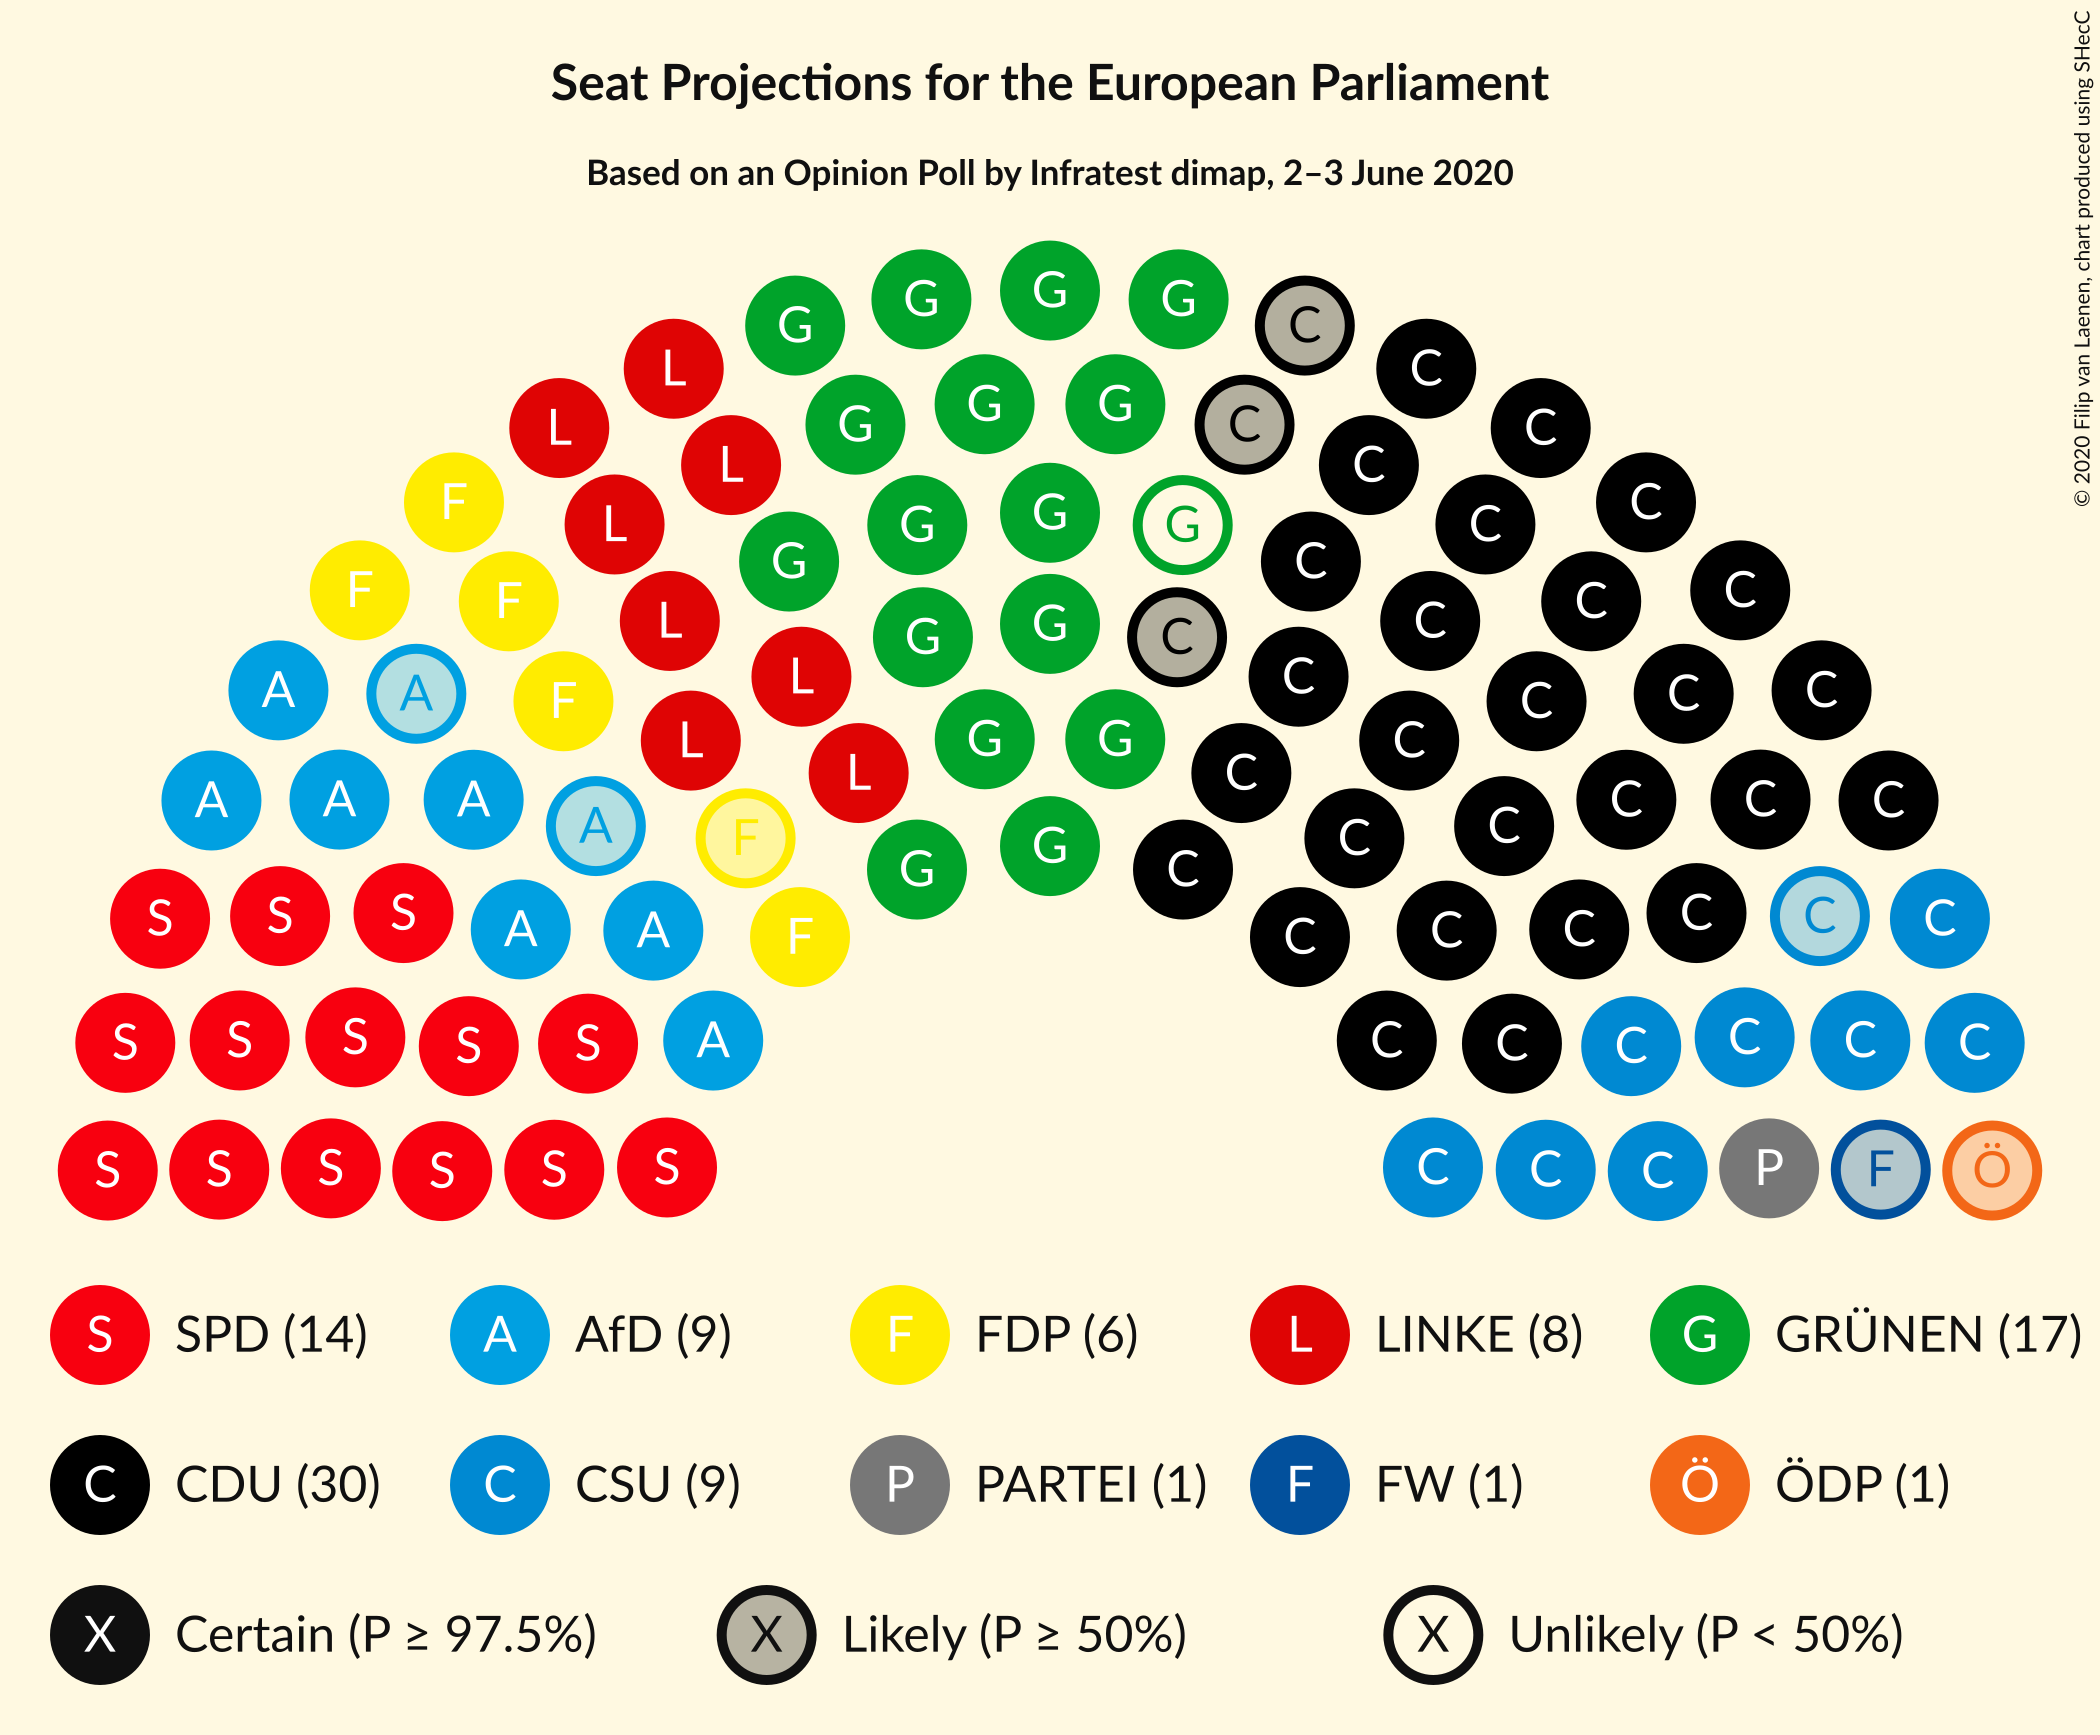 Seat Projections for the European Parliament
Based on an Opinion Poll by Infratest dimap, 2–3 June 2020
© 2020 Filip van Laenen, chart produced using SHecC
G G G G C
L G G G C C
L L G G G G C C C
F L G G C C C C
F F L L G G C C C C C
A A F L L C C C C C
A A A A F G G C C C C C C
S S S A A F C C C C C C
S S S S S A C C C C C C
S S S S S S C C C P F Ö
S SPD (14) A AfD (9) F FDP (6) L LINKE (8) G GRÜNEN (17)
C CDU (30) C CSU (9) P PARTEI (1) F FW (1) Ö ÖDP (1)
X Certain (P ≥ 97.5%) X Likely (P ≥ 50%) X Unlikely (P < 50%)